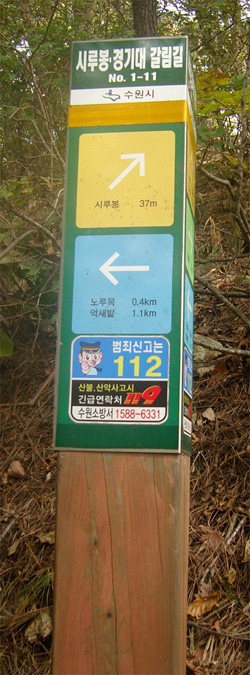 시루봉·경기대 갈림길
No. 1-11
수원시
시루봉 37m
노루목 0.4km
억새밭 1.1km
범죄신고는
112
산불,산악사고시
긴급연락처 119
수원소방서 1588-6331